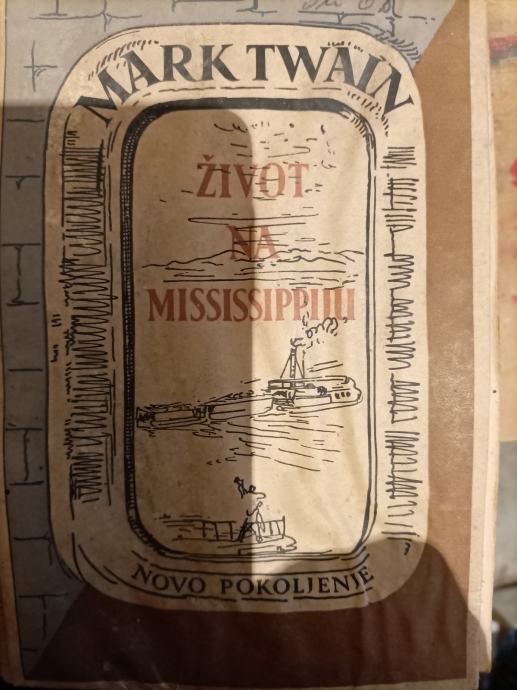 MARK TWAIN
ŽIVOT
NA
MISSISSIPPIJU
NOVO POKOLJENJE